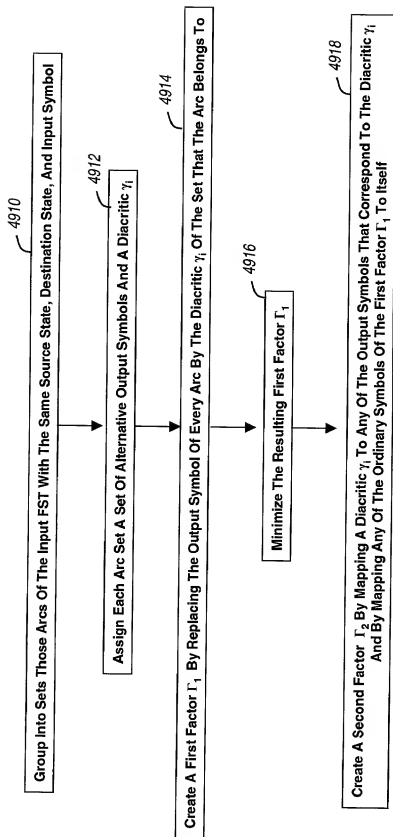 4910
Group Into Sets Those Arcs Of The Input FST With The Same Source State, Destination State, And Input Symbol
4912
Assign Each Arc Set A Set Of Alternative Output Symbols And A Diacritic γi
4914
Create A First Factor Γ1 By Replacing The Output Symbol Of Every Arc By The Diacritic γi Of The Set That The Arc Belongs To
4916
Minimize The Resulting First Factor Γ1
4918
Create A Second Factor Γ2 By Mapping A Diacritic γi To Any Of The Output Symbols That Correspond To The Diacritic γi
And By Mapping Any Of The Ordinary Symbols Of The First Factor Γ1 To Itself